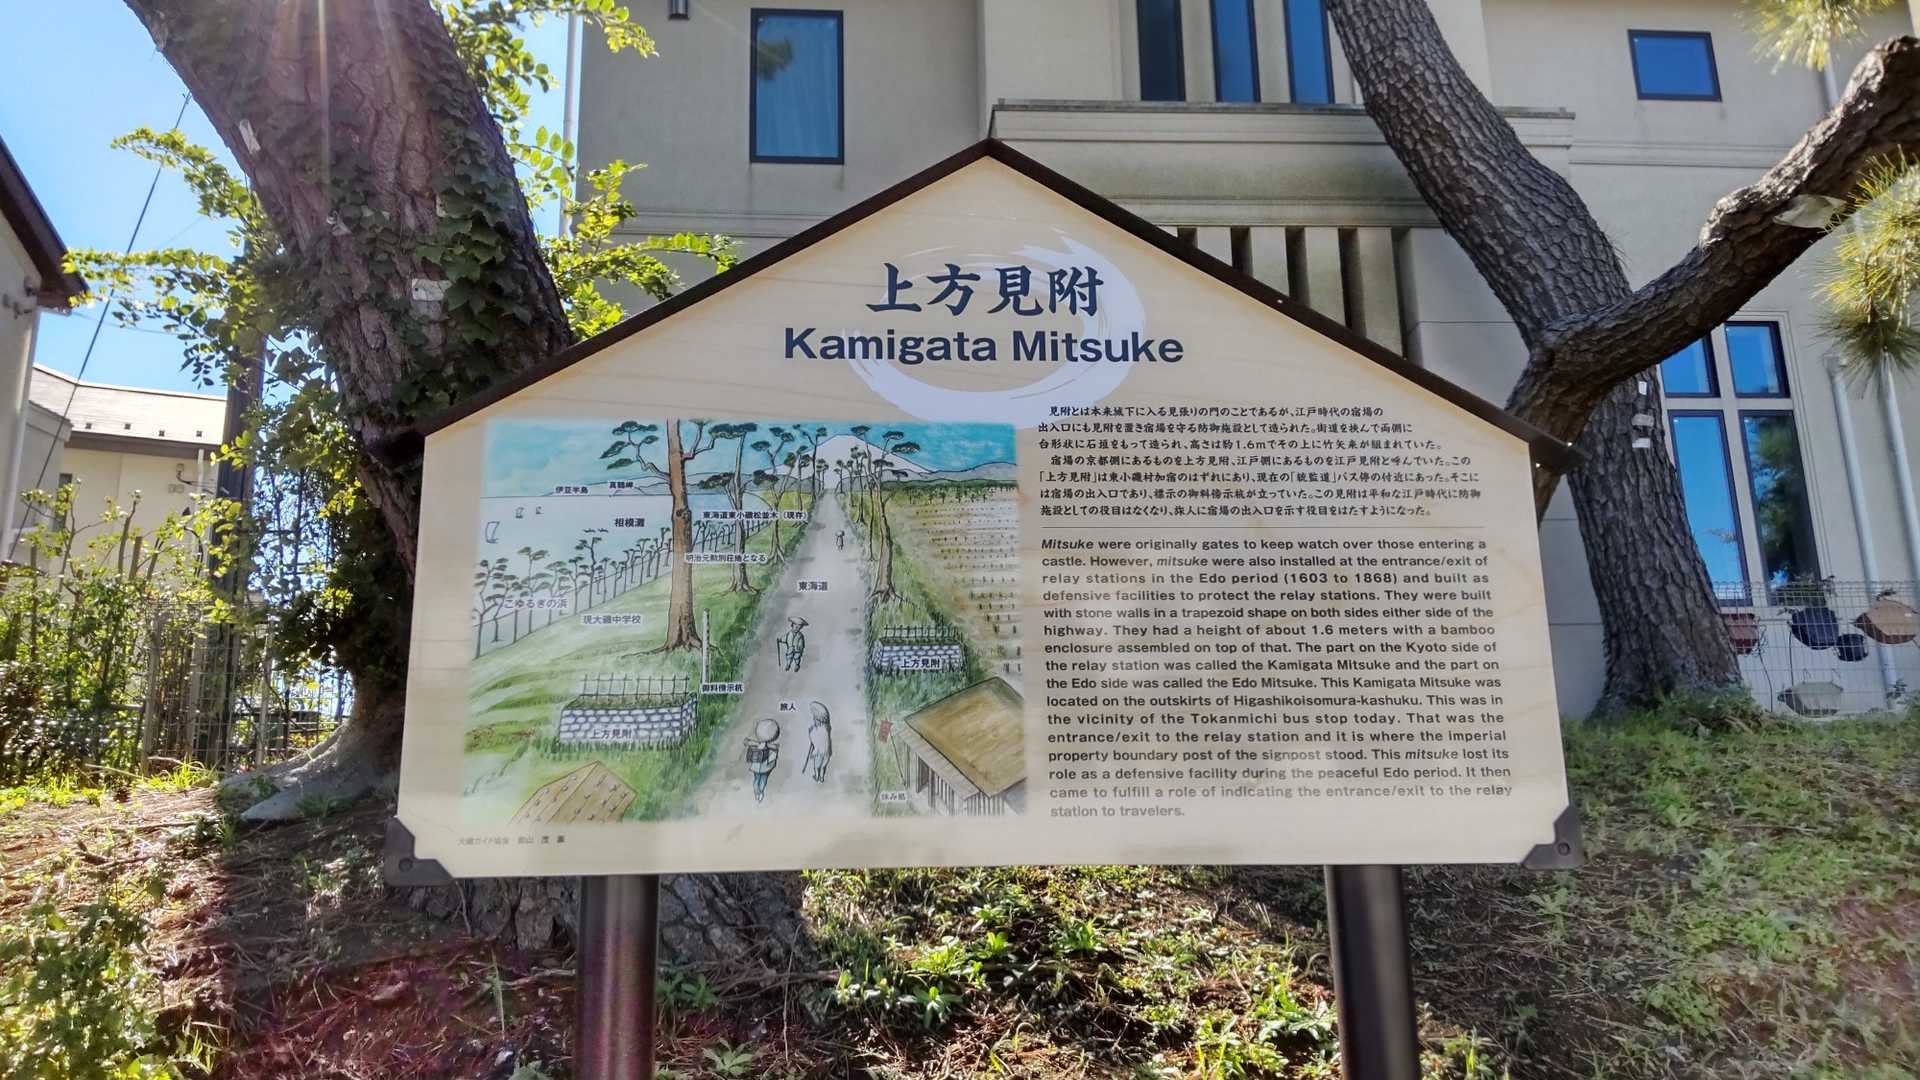 上方見附
Kamigata Mitsuke
見附とは本来城下に入る見張りの門のことであるが、江戸時代の宿場の
出入口にも見附を置き宿場を守る防御施設として造られた。街道を挟んで両側に
台形状に石垣をもって造られ、高さは約1.6mでその上に竹矢来が組まれていた。
宿場の京都側にあるものを上方見附、江戸側にあるものを江戸見附と呼んでいた。この
「上方見附」は東小磯村加宿のはずれにあり、現在の「統監道」バス停の付近にあった。そこに
は宿場の出入口であり、標示の御料傍示杭が立っていた。この見附は平和な江戸時代に防御
施設としての役目はなくなり、旅人に宿場の出入口を示す役目をはたすようになった。
Mitsuke were originally gates to keep watch over those entering a
castle. However, mitsuke were also installed at the entrance/exit of
relay stations in the Edo period (1603 to 1868) and built as
defensive facilities to protect the relay stations. They were built
with stone walls in a trapezoid shape on both sides either side of the
highway. They had a height of about 1.6 meters with a bamboo
enclosure assembled on top of that. The part on the Kyoto side of
the relay station was called the Kamigata Mitsuke and the part on
the Edo side was called the Edo Mitsuke. This Kamigata Mitsuke was
located on the outskirts of Higashikoisomura-kashuku. This was in
the vicinity of the Tokanmichi bus stop today. That was the
entrance/exit to the relay station and it is where the imperial
property boundary post of the signpost stood. This mitsuke lost its
role as a defensive facility during the peaceful Edo period. It then
came to fulfill a role of indicating the entrance/exit to the relay
station to travelers.
伊豆半島
真鶴岬
相模灘
東海道東小磯松並木(現存)
明治元勲別荘地となる
東海道
こゆるぎの浜
現大磯中学校
上方見附
御料傍示杭
旅人
上方見附
休み処
大磯ガイド協会